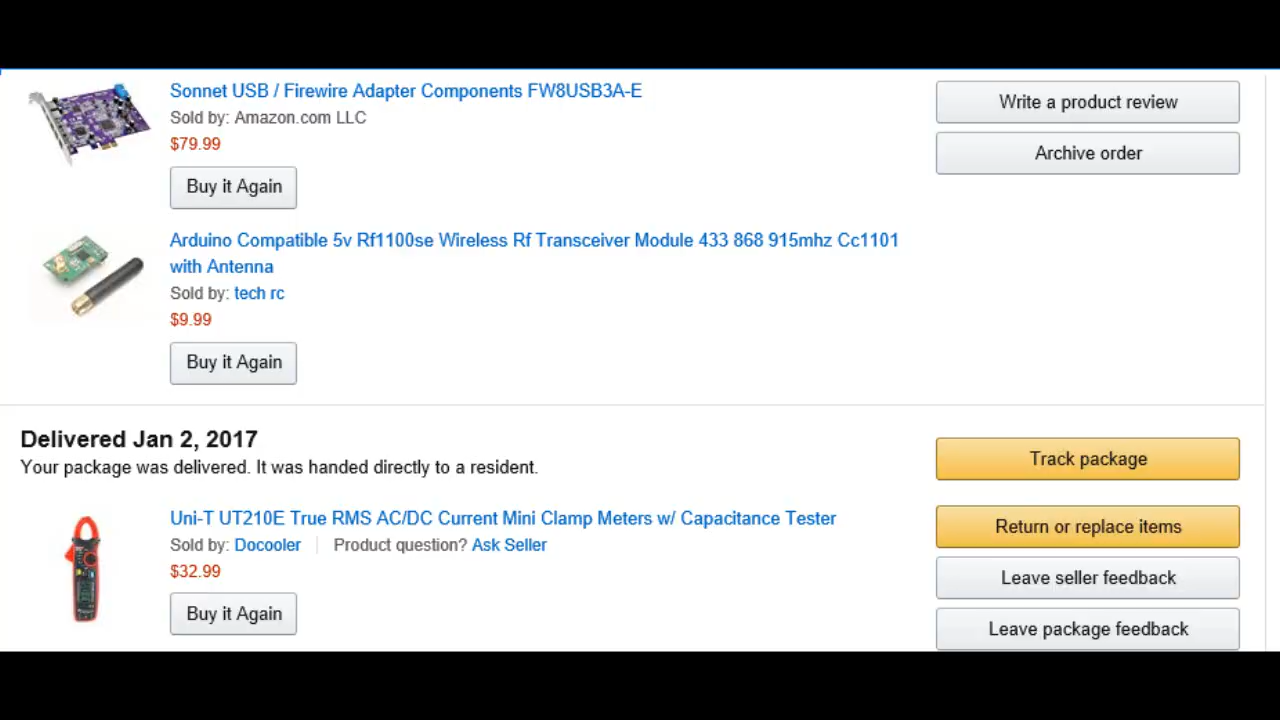 Sonnet USB / Firewire Adapter Components FW8USB3A-E
Sold by: Amazon.com LLC
$79.99
Buy it Again
Write a product review
Archive order
Arduino Compatible 5v Rf1100se Wireless Rf Transceiver Module 433 868 915mhz Cc1101
with Antenna
Sold by: tech rc
$9.99
Buy it Again
Delivered Jan 2, 2017
Your package was delivered. It was handed directly to a resident.
Track package
Uni-T UT210E True RMS AC/DC Current Mini Clamp Meters w/ Capacitance Tester
Sold by: Docooler | Product question? Ask Seller
$32.99
Buy it Again
Return or replace items
Leave seller feedback
Leave package feedback